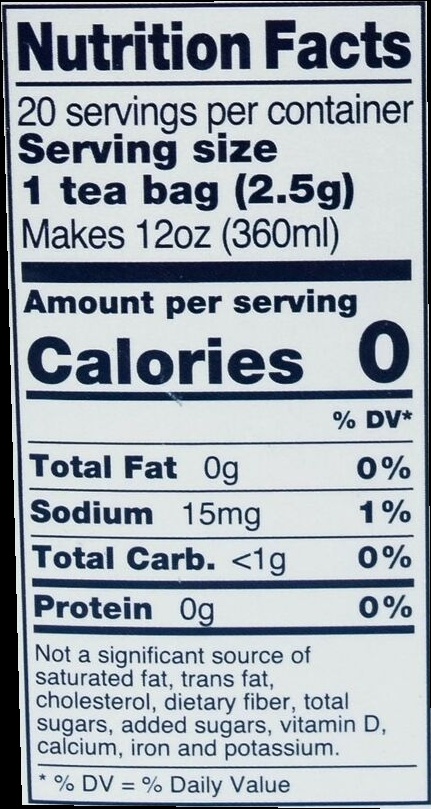 Nutrition Facts
20 servings per container
Serving size
1 tea bag (2.5g)
Makes 12oz (360ml)
Amount per serving
Calories 0
% DV*
Total Fat 0g 0%
Sodium 15mg 1%
Total Carb. <1g 0%
Protein 0g 0%
Not a significant source of
saturated fat, trans fat,
cholesterol, dietary fiber, total
sugars, added sugars, vitamin D,
calcium, iron and potassium.
* % DV = % Daily Value